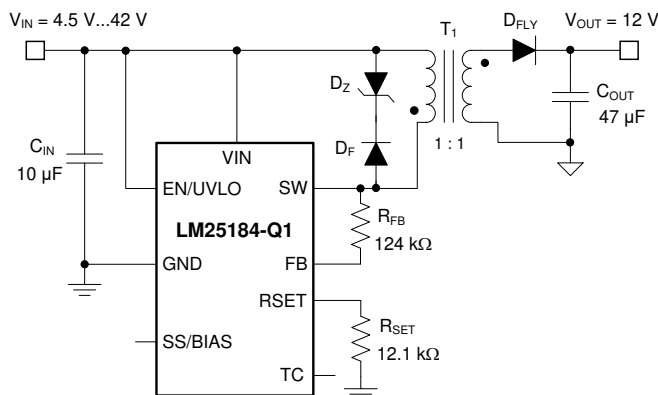 V_IN = 4.5 V...42 V
T_1
D_FLY
V_OUT = 12 V
D_Z
C_OUT
47 µF
1 : 1
D_F
C_IN
10 µF
VIN
EN/UVLO
SW
LM25184-Q1
R_FB
124 kΩ
GND
FB
RSET
R_SET
12.1 kΩ
SS/BIAS
TC